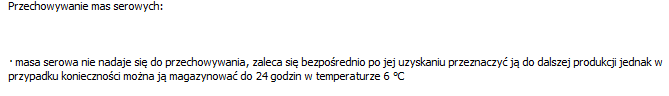 Przechowywanie mas serowych:
· masa serowa nie nadaje się do przechowywania, zaleca się bezpośrednio po jej uzyskaniu przeznaczyć ją do dalszej produkcji jednak w
przypadku konieczności można ją magazynować do 24 godzin w temperaturze 6 °C